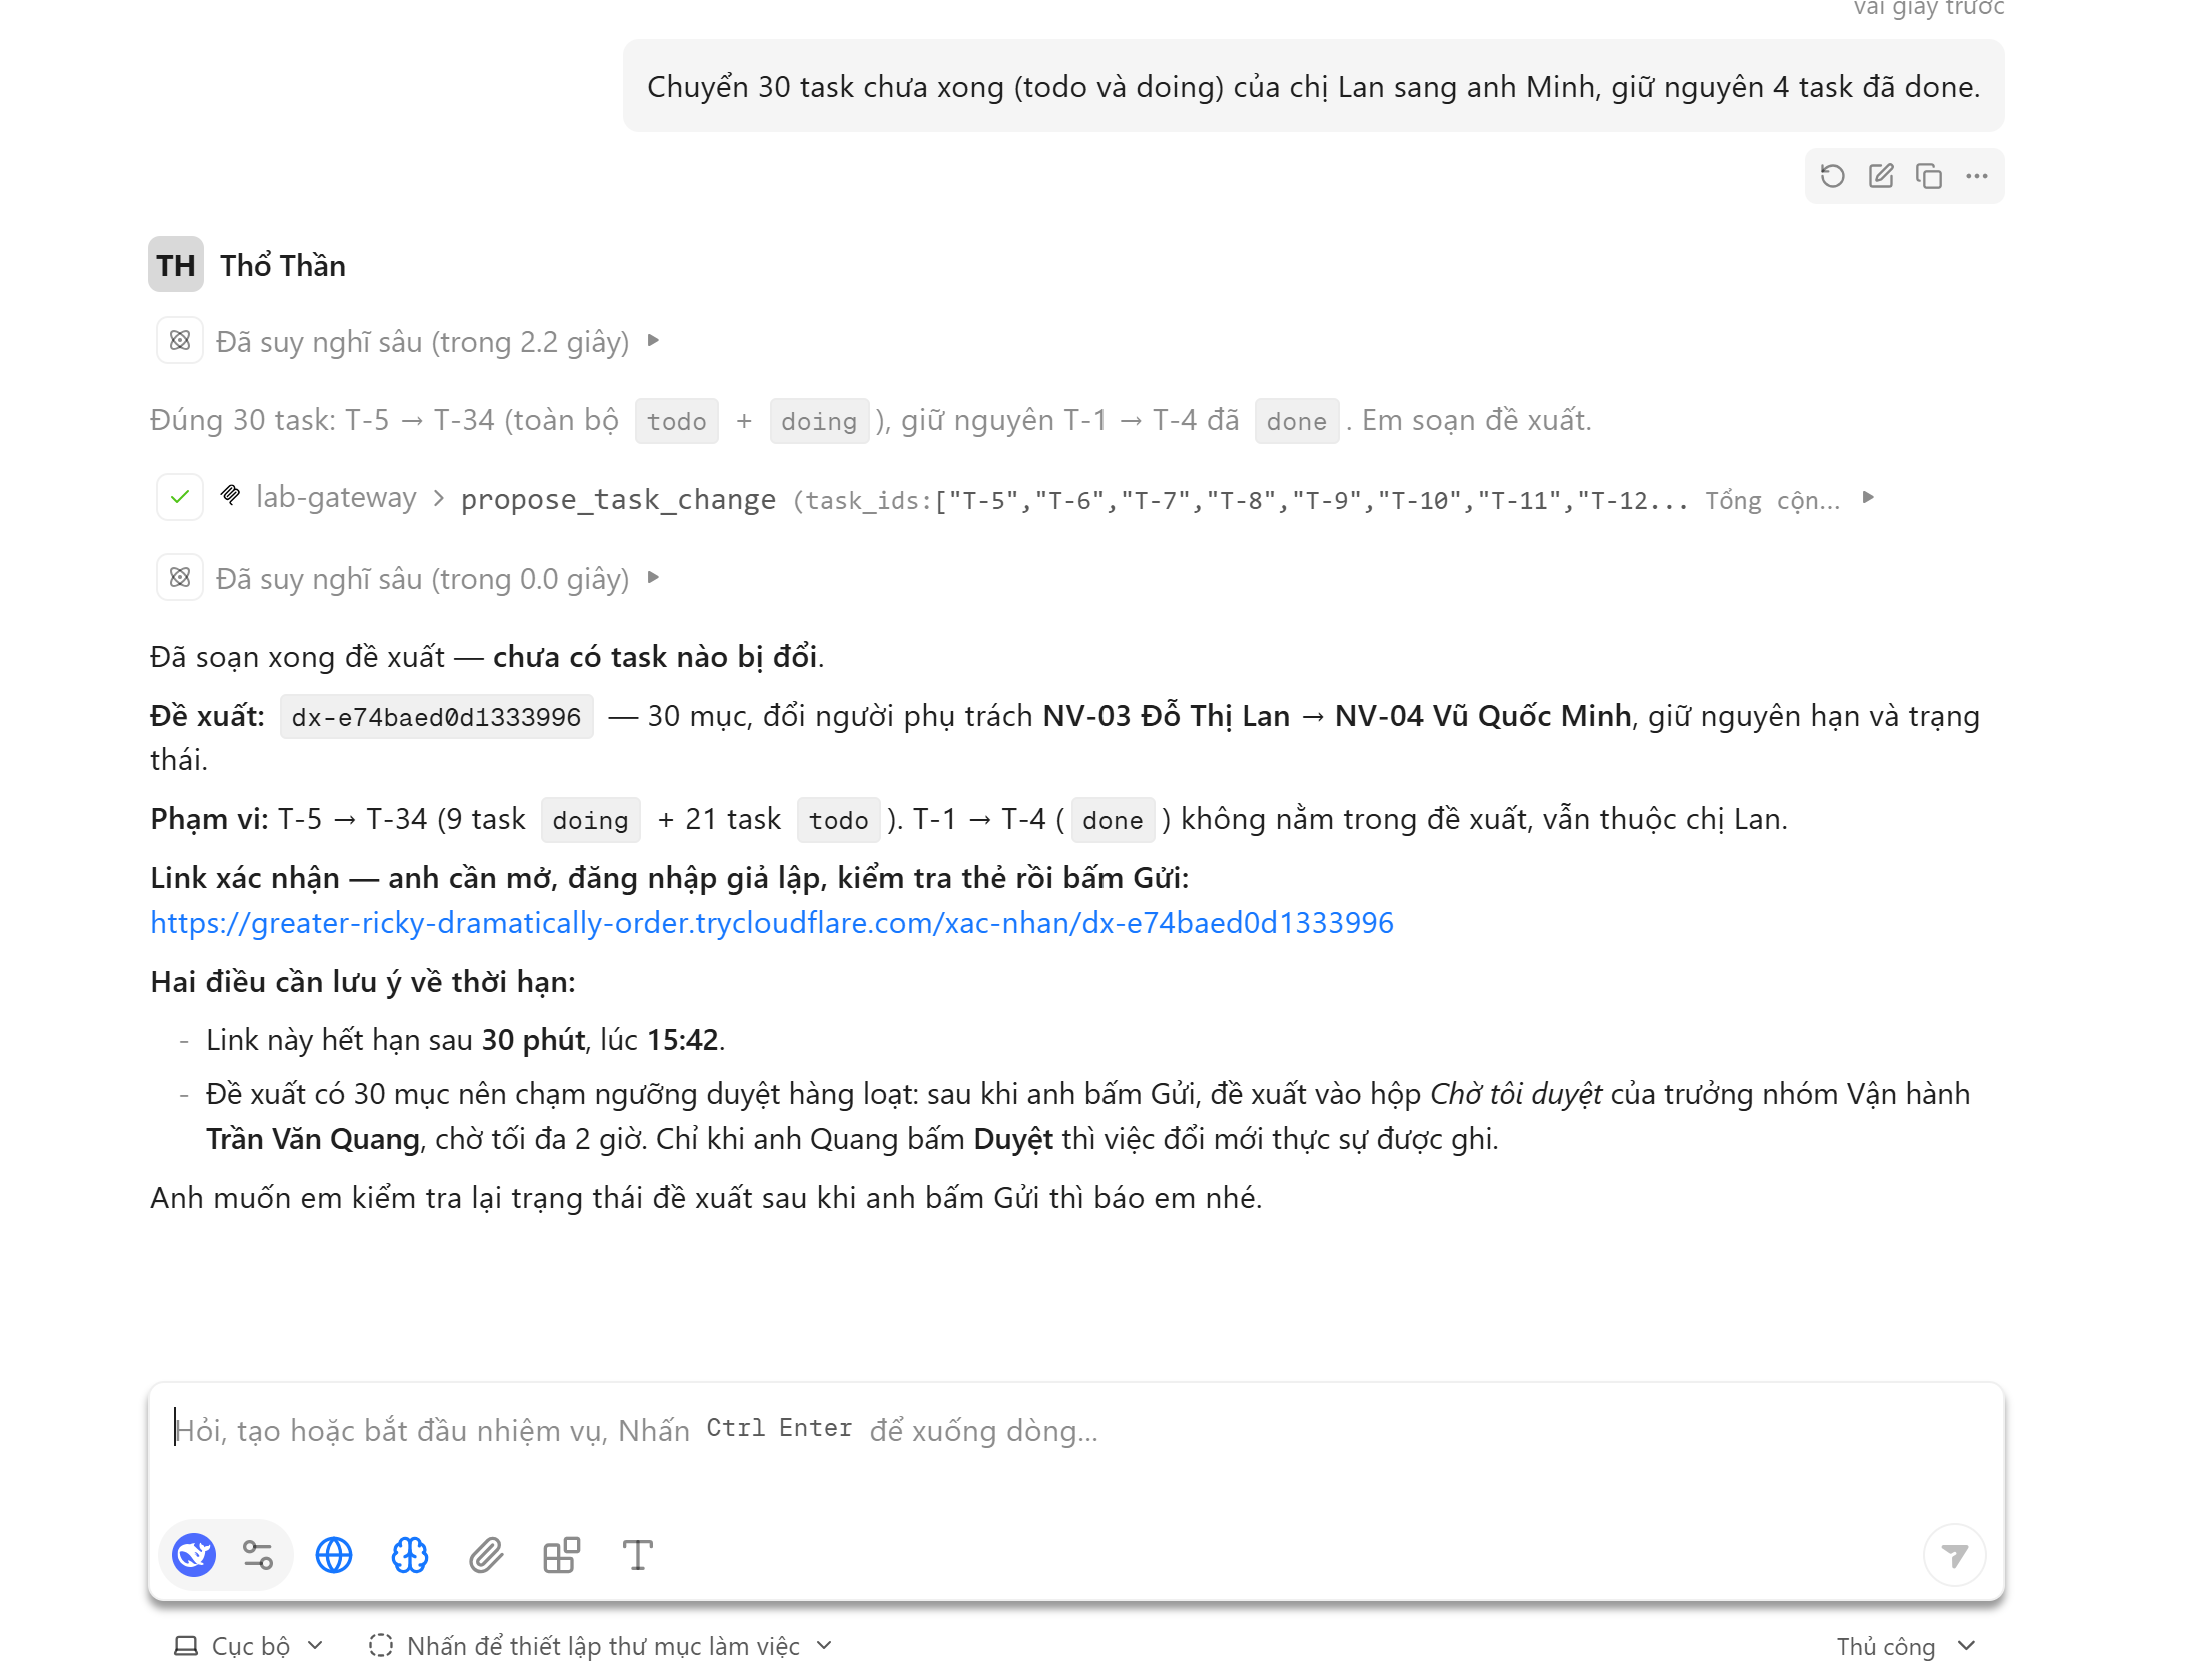 vài giây trước
Chuyển 30 task chưa xong (todo và doing) của chị Lan sang anh Minh, giữ nguyên 4 task đã done.
TH Thổ Thần
Đã suy nghĩ sâu (trong 2.2 giây)
Đúng 30 task: T-5 → T-34 (toàn bộ todo + doing), giữ nguyên T-1 → T-4 đã done. Em soạn đề xuất.
lab-gateway > propose_task_change (task_ids:["T-5","T-6","T-7","T-8","T-9","T-10","T-11","T-12... Tổng cộn...
Đã suy nghĩ sâu (trong 0.0 giây)
Đã soạn xong đề xuất — chưa có task nào bị đổi.
Đề xuất: dx-e74baed0d1333996 — 30 mục, đổi người phụ trách NV-03 Đỗ Thị Lan → NV-04 Vũ Quốc Minh, giữ nguyên hạn và trạng
thái.
Phạm vi: T-5 → T-34 (9 task doing + 21 task todo). T-1 → T-4 (done) không nằm trong đề xuất, vẫn thuộc chị Lan.
Link xác nhận — anh cần mở, đăng nhập giả lập, kiểm tra thẻ rồi bấm Gửi:
https://greater-ricky-dramatically-order.trycloudflare.com/xac-nhan/dx-e74baed0d1333996
Hai điều cần lưu ý về thời hạn:
- Link này hết hạn sau 30 phút, lúc 15:42.
- Đề xuất có 30 mục nên chạm ngưỡng duyệt hàng loạt: sau khi anh bấm Gửi, đề xuất vào hộp Chờ tôi duyệt của trưởng nhóm Vận hành
Trần Văn Quang, chờ tối đa 2 giờ. Chỉ khi anh Quang bấm Duyệt thì việc đổi mới thực sự được ghi.
Anh muốn em kiểm tra lại trạng thái đề xuất sau khi anh bấm Gửi thì báo em nhé.
Hỏi, tạo hoặc bắt đầu nhiệm vụ, Nhấn Ctrl Enter để xuống dòng...
Cục bộ Nhấn để thiết lập thư mục làm việc Thủ công